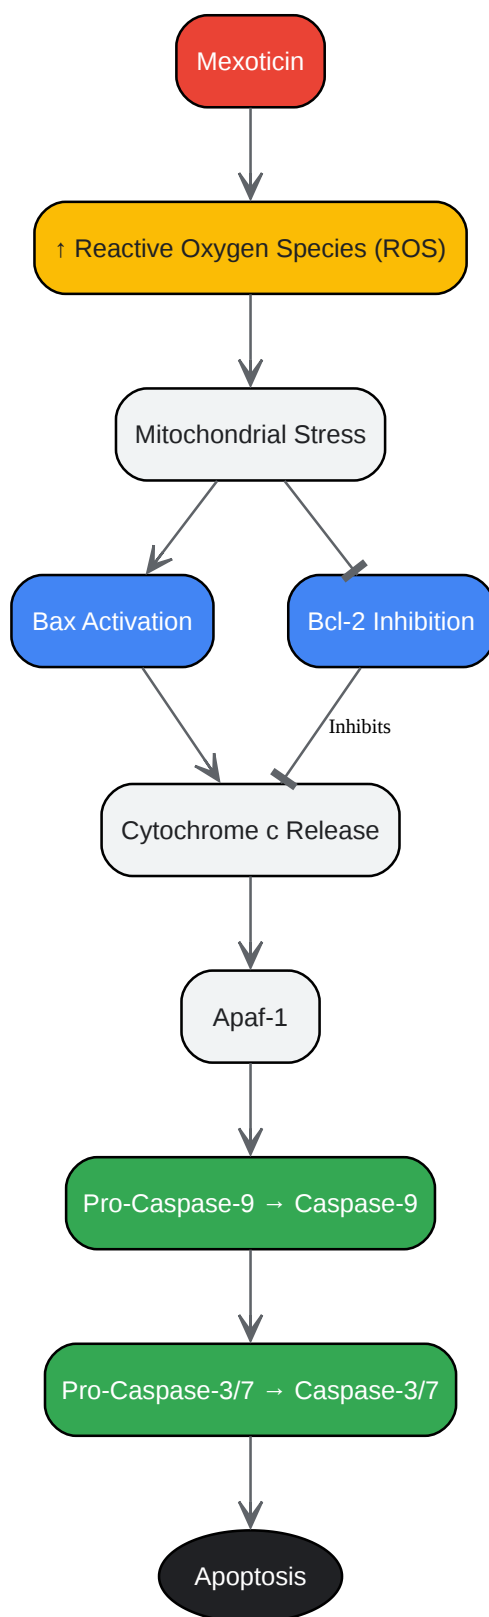 Mexoticin
↑ Reactive Oxygen Species (ROS)
Mitochondrial Stress
Bax Activation
Bcl-2 Inhibition
Inhibits
Cytochrome c Release
Apaf-1
Pro-Caspase-9 → Caspase-9
Pro-Caspase-3/7 → Caspase-3/7
Apoptosis